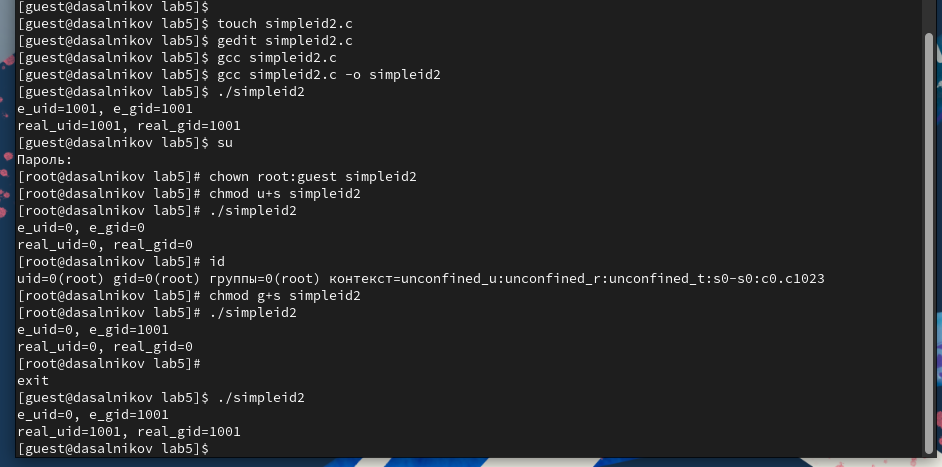 [guest@dasalnikov lab5]$
[guest@dasalnikov lab5]$ touch simpleid2.c
[guest@dasalnikov lab5]$ gedit simpleid2.c
[guest@dasalnikov lab5]$ gcc simpleid2.c
[guest@dasalnikov lab5]$ gcc simpleid2.c -o simpleid2
[guest@dasalnikov lab5]$ ./simpleid2
e_uid=1001, e_gid=1001
real_uid=1001, real_gid=1001
[guest@dasalnikov lab5]$ su
Пароль:
[root@dasalnikov lab5]# chown root:guest simpleid2
[root@dasalnikov lab5]# chmod u+s simpleid2
[root@dasalnikov lab5]# ./simpleid2
e_uid=0, e_gid=0
real_uid=0, real_gid=0
[root@dasalnikov lab5]# id
uid=0(root) gid=0(root) группы=0(root) контекст=unconfined_u:unconfined_r:unconfined_t:s0-s0:c0.c1023
[root@dasalnikov lab5]# chmod g+s simpleid2
[root@dasalnikov lab5]# ./simpleid2
e_uid=0, e_gid=1001
real_uid=0, real_gid=0
[root@dasalnikov lab5]#
exit
[guest@dasalnikov lab5]$ ./simpleid2
e_uid=0, e_gid=1001
real_uid=1001, real_gid=1001
[guest@dasalnikov lab5]$